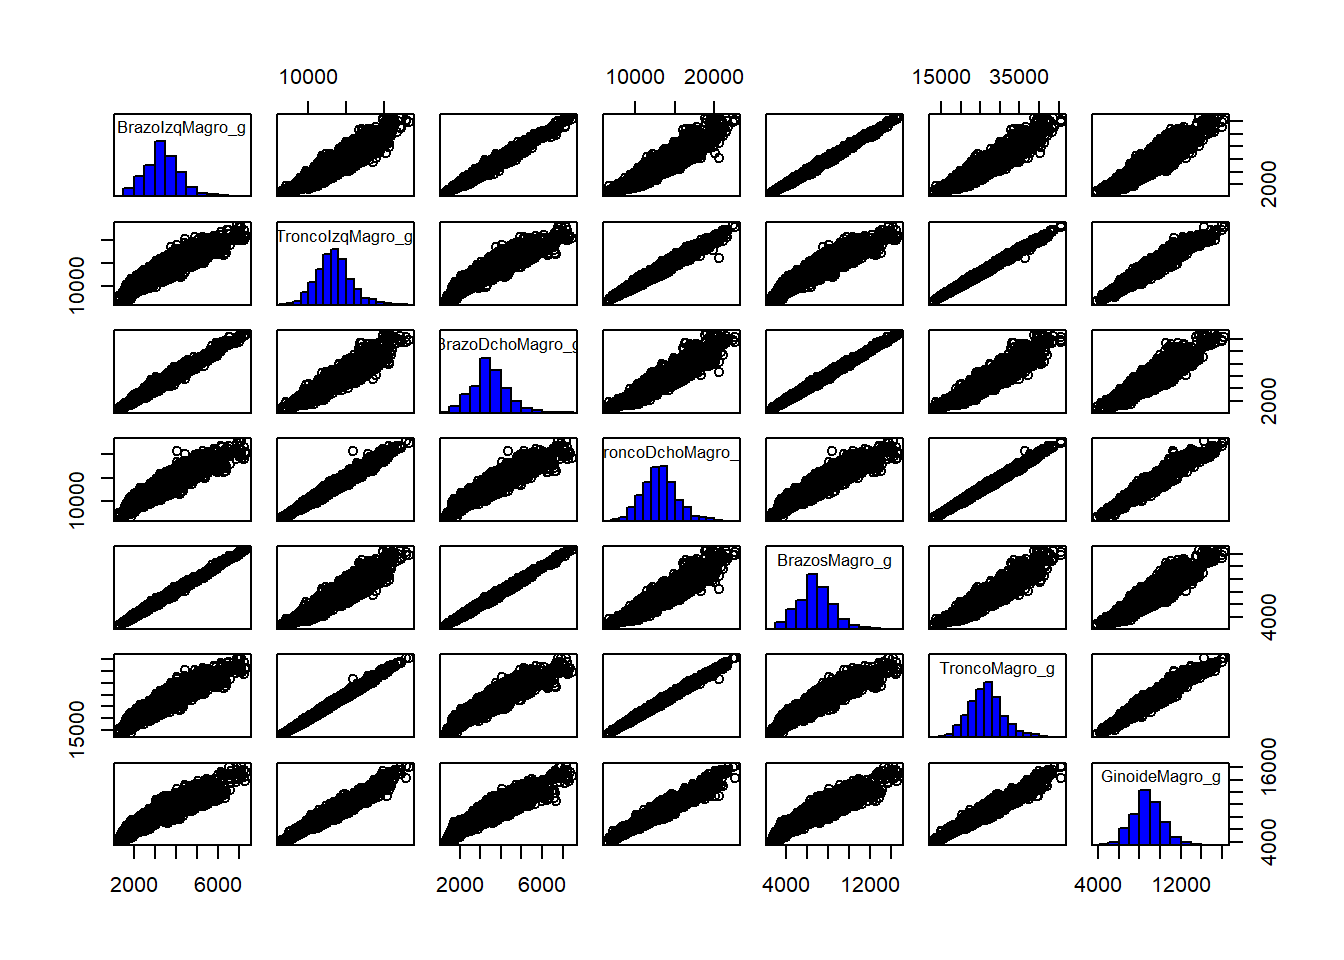 10000 10000 20000 15000 35000
BrazoIzqMagro_g
2000
TroncoIzqMagro_g
10000
BrazoDchoMagro_g
2000
roncoDchoMagro_
10000
BrazosMagro_g
4000
TroncoMagro_g
15000
GinoideMagro_g
16000
4000
2000 6000 2000 6000 4000 12000 4000 12000